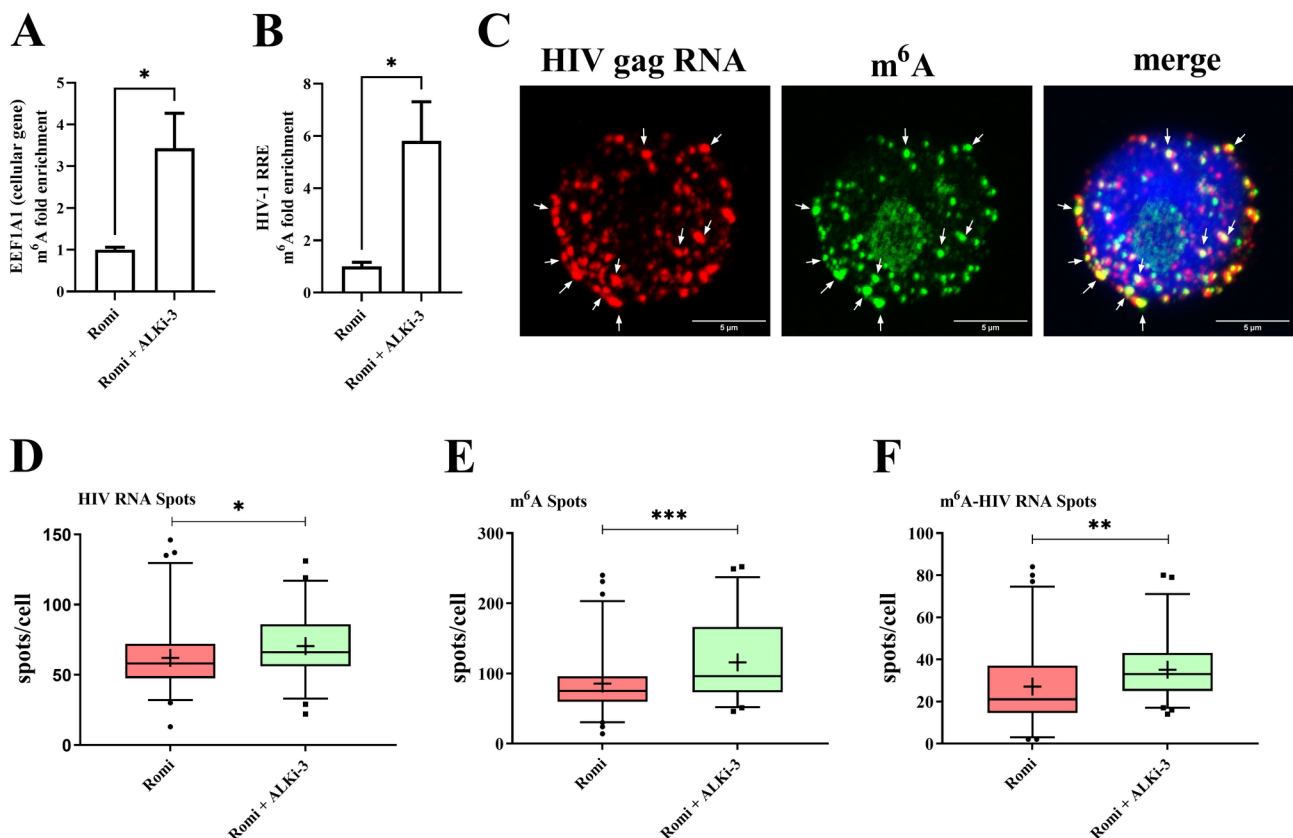 A
EEF1A1 (cellular gene)
m⁶A fold enrichment
5
4
3
2
1
0
*
Romi
Romi + ALKi-3
B
HIV-1 RRE
m⁶A fold enrichment
8
6
4
2
0
*
Romi
Romi + ALKi-3
C
HIV gag RNA
m⁶A
merge
5 µm
5 µm
5 µm
D
HIV RNA Spots
spots/cell
150
100
50
0
*
Romi
Romi + ALKi-3
E
m⁶A Spots
spots/cell
300
200
100
0
***
Romi
Romi + ALKi-3
F
m⁶A-HIV RNA Spots
spots/cell
100
80
60
40
20
0
**
Romi
Romi + ALKi-3